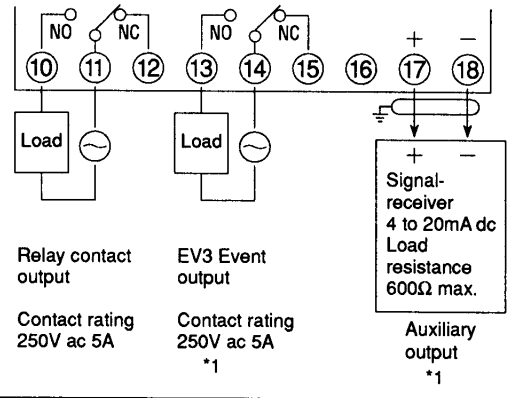 NO NC NO NC + −
10 11 12 13 14 15 16 17 18
Load Load
+ −
Signal-
receiver
4 to 20mA dc
Load
resistance
600Ω max.
Relay contact
output
Contact rating
250V ac 5A
EV3 Event
output
Contact rating
250V ac 5A
*1
Auxiliary
output
*1